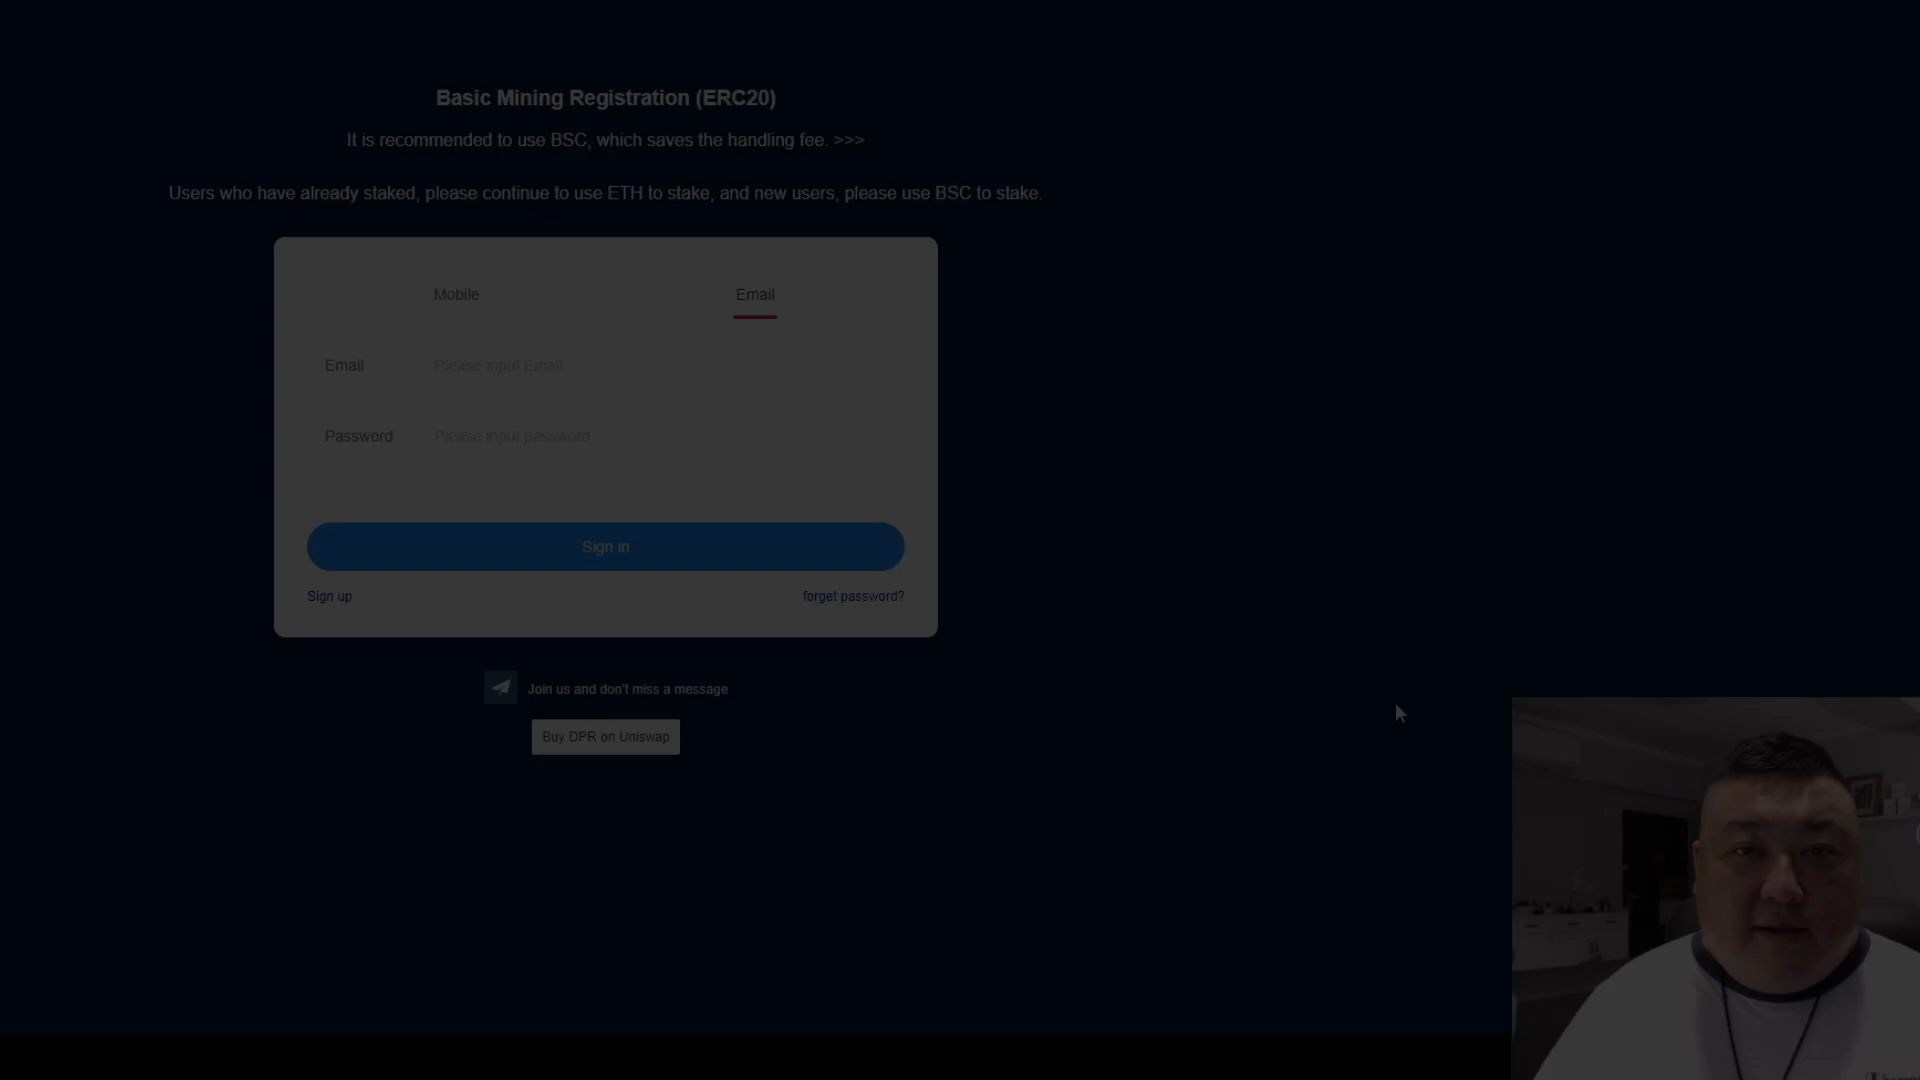 Basic Mining Registration (ERC20)
It is recommended to use BSC, which saves the handling fee. >>>
Users who have already staked, please continue to use ETH to stake, and new users, please use BSC to stake.
Mobile
Email
Email
Please input Email
Password
Please input password
Sign in
Sign up
forget password?
Join us and don't miss a message
Buy DPR on Uniswap